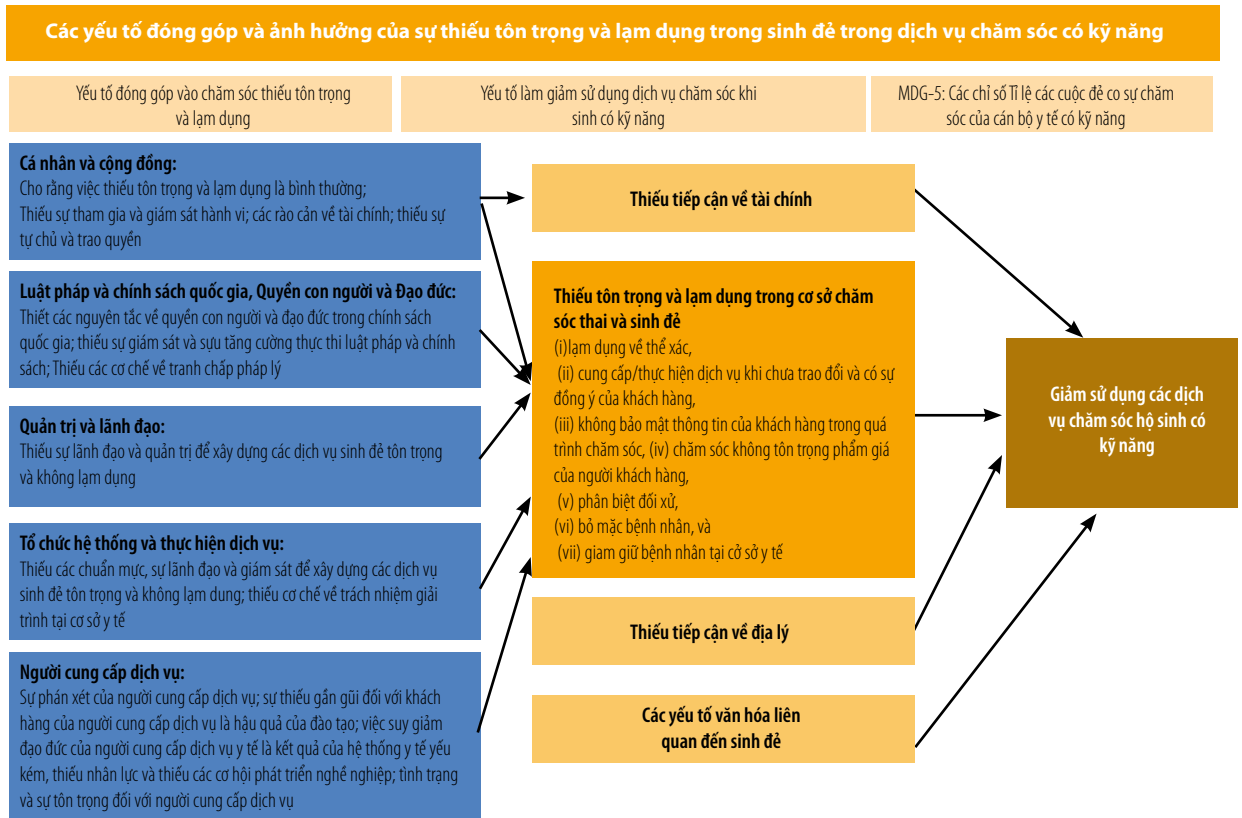 Các yếu tố đóng góp và ảnh hưởng của sự thiếu tôn trọng và lạm dụng trong sinh đẻ trong dịch vụ chăm sóc có kỹ năng
Yếu tố đóng góp vào chăm sóc thiếu tôn trọng
và lạm dụng
Yếu tố làm giảm sử dụng dịch vụ chăm sóc khi
sinh có kỹ năng
MDG-5: Các chỉ số Tỉ lệ các cuộc đẻ co sự chăm
sóc của cán bộ y tế có kỹ năng
Cá nhân và cộng đồng:
Cho rằng việc thiếu tôn trọng và lạm dụng là bình thường;
Thiếu sự tham gia và giám sát hành vi; các rào cản về tài chính; thiếu sự
tự chủ và trao quyền
Luật pháp và chính sách quốc gia, Quyền con người và Đạo đức:
Thiết các nguyên tắc về quyền con người và đạo đức trong chính sách
quốc gia; thiếu sự giám sát và sựu tăng cường thực thi luật pháp và chính
sách; Thiếu các cơ chế về tranh chấp pháp lý
Quản trị và lãnh đạo:
Thiếu sự lãnh đạo và quản trị để xây dựng các dịch vụ sinh đẻ tôn trọng
và không lạm dụng
Tổ chức hệ thống và thực hiện dịch vụ:
Thiếu các chuẩn mực, sự lãnh đạo và giám sát để xây dựng các dịch vụ
sinh đẻ tôn trọng và không lạm dung; thiếu cơ chế về trách nhiệm giải
trình tại cơ sở y tế
Người cung cấp dịch vụ:
Sự phán xét của người cung cấp dịch vụ; sự thiếu gần gũi đối với khách
hàng của người cung cấp dịch vụ là hậu quả của đào tạo; việc suy giảm
đạo đức của người cung cấp dịch vụ y tế là kết quả của hệ thống y tế yếu
kém, thiếu nhân lực và thiếu các cơ hội phát triển nghề nghiệp; tình trạng
và sự tôn trọng đối với người cung cấp dịch vụ
Thiếu tiếp cận về tài chính
Thiếu tôn trọng và lạm dụng trong cơ sở chăm
sóc thai và sinh đẻ
(i)lạm dụng về thể xác,
(ii) cung cấp/thực hiện dịch vụ khi chưa trao đổi và có sự
đồng ý của khách hàng,
(iii) không bảo mật thông tin của khách hàng trong quá
trình chăm sóc, (iv) chăm sóc không tôn trọng phẩm giá
của người khách hàng,
(v) phân biệt đối xử,
(vi) bỏ mặc bệnh nhân, và
(vii) giam giữ bệnh nhân tại cở sở y tế
Thiếu tiếp cận về địa lý
Các yếu tố văn hóa liên
quan đến sinh đẻ
Giảm sử dụng các dịch
vụ chăm sóc hộ sinh có
kỹ năng